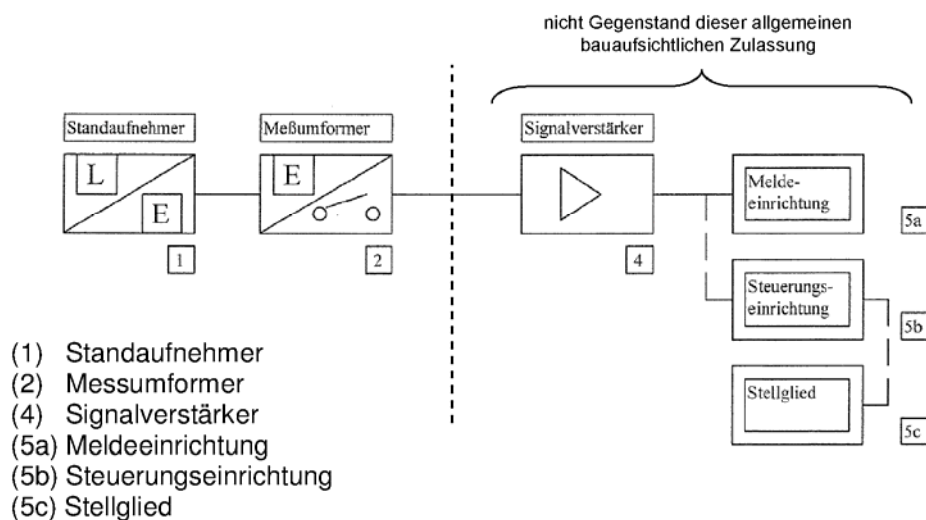 nicht Gegenstand dieser allgemeinen
bauaufsichtlichen Zulassung
Standaufnehmer
Meßumformer
Signalverstärker
L
E
E
Melde-
einrichtung
1
2
4
5a
Steuerungs-
einrichtung
5b
Stellglied
5c
(1) Standaufnehmer
(2) Messumformer
(4) Signalverstärker
(5a) Meldeeinrichtung
(5b) Steuerungseinrichtung
(5c) Stellglied